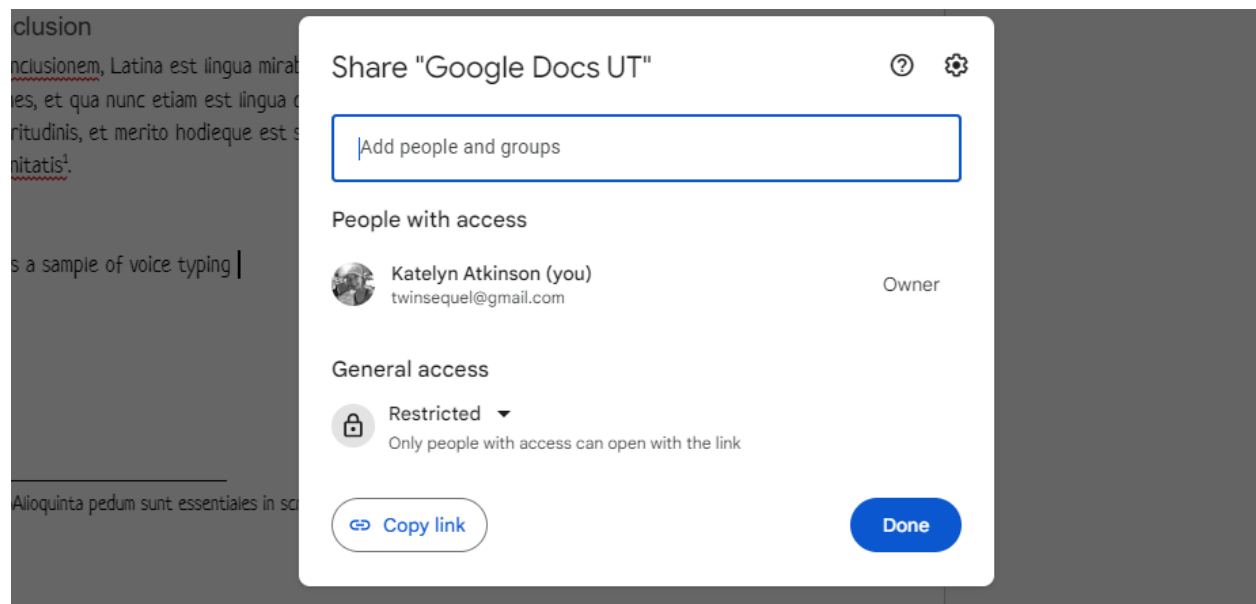 clusion
nclusionem, Latina est lingua mirab
nes, et qua nunc etiam est lingua
ritudinis, et merito hodieque est s
nitatis¹.
s a sample of voice typing
Alioquinta pedum sunt essentiales in scr
Share "Google Docs UT"
Add people and groups
People with access
Katelyn Atkinson (you)
twinsequel@gmail.com
Owner
General access
Restricted
Only people with access can open with the link
Copy link
Done